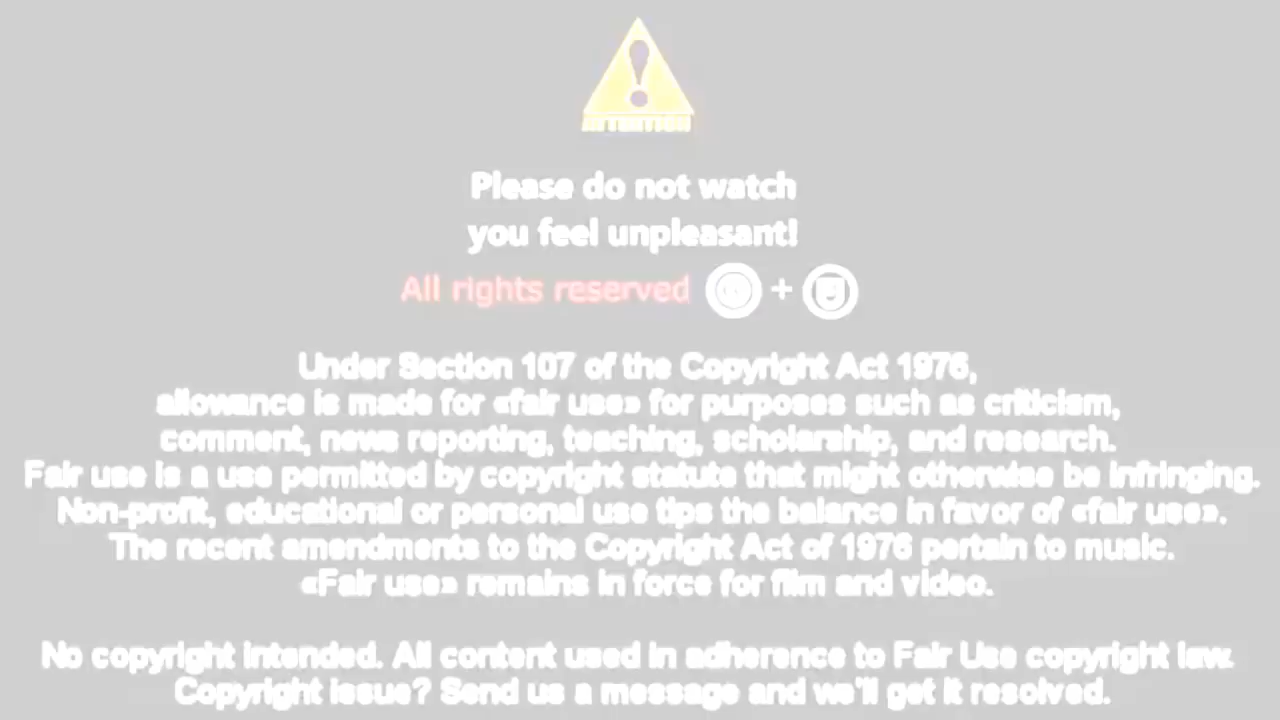 ATTENTION
Please do not watch
you feel unpleasant!
All rights reserved +
Under Section 107 of the Copyright Act 1976,
allowance is made for «fair use» for purposes such as criticism,
comment, news reporting, teaching, scholarship, and research.
Fair use is a use permitted by copyright statute that might otherwise be infringing.
Non-profit, educational or personal use tips the balance in favor of «fair use».
The recent amendments to the Copyright Act of 1976 pertain to music.
«Fair use» remains in force for film and video.
No copyright intended. All content used in adherence to Fair Use copyright law.
Copyright issue? Send us a message and we'll get it resolved.